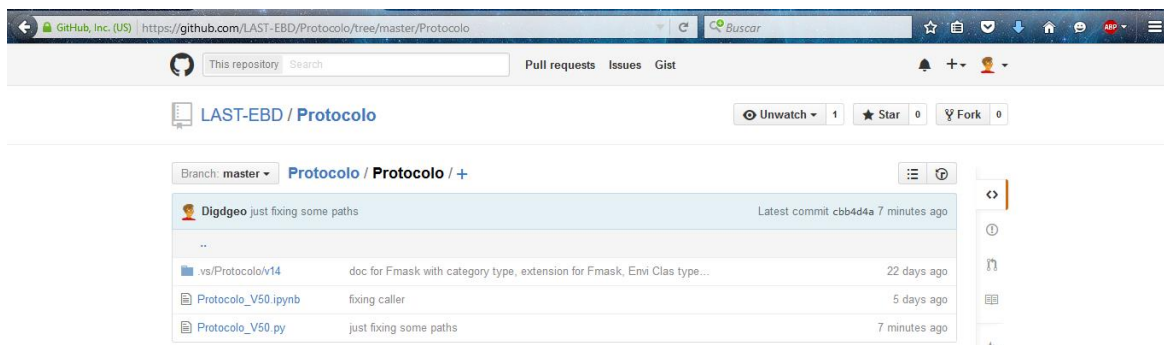 GitHub, Inc. (US) https://github.com/LAST-EBD/Protocolo/tree/master/Protocolo Buscar ABP
This repository Search Pull requests Issues Gist
LAST-EBD / Protocolo Unwatch 1 Star 0 Fork 0
Branch: master Protocolo / Protocolo / +
Digdgeo just fixing some paths Latest commit cbb4d4a 7 minutes ago
..
.vs/Protocolo/v14 doc for Fmask with category type, extension for Fmask, Envi Clas type... 22 days ago
Protocolo_V50.ipynb fixing caller 5 days ago
Protocolo_V50.py just fixing some paths 7 minutes ago